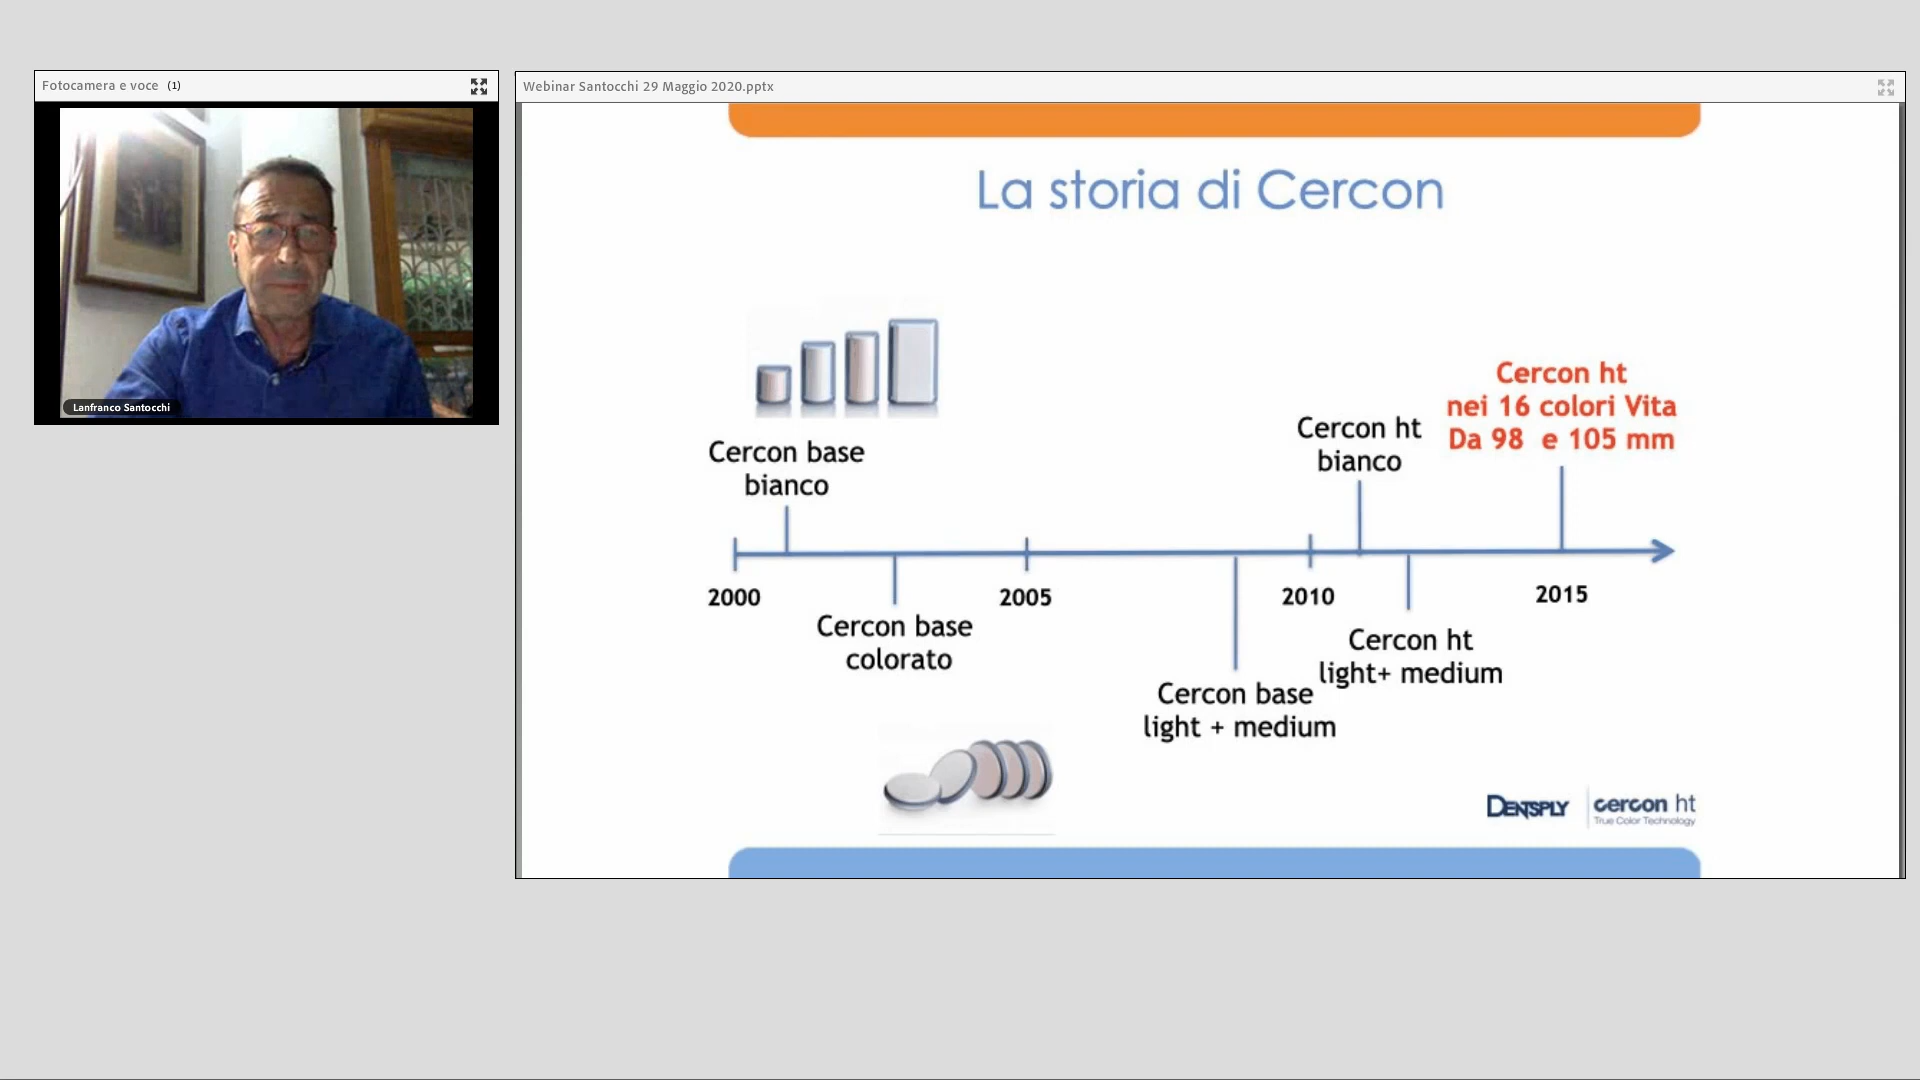 Fotocamera e voce (1)
Lanfranco Santocchi
Webinar Santocchi 29 Maggio 2020.pptx
La storia di Cercon
Cercon base
bianco
Cercon ht
bianco
Cercon ht
nei 16 colori Vita
Da 98 e 105 mm
2000
2005
2010
2015
Cercon base
colorato
Cercon base
light + medium
Cercon ht
light+ medium
DENTSPLY
cercon ht
True Color Technology